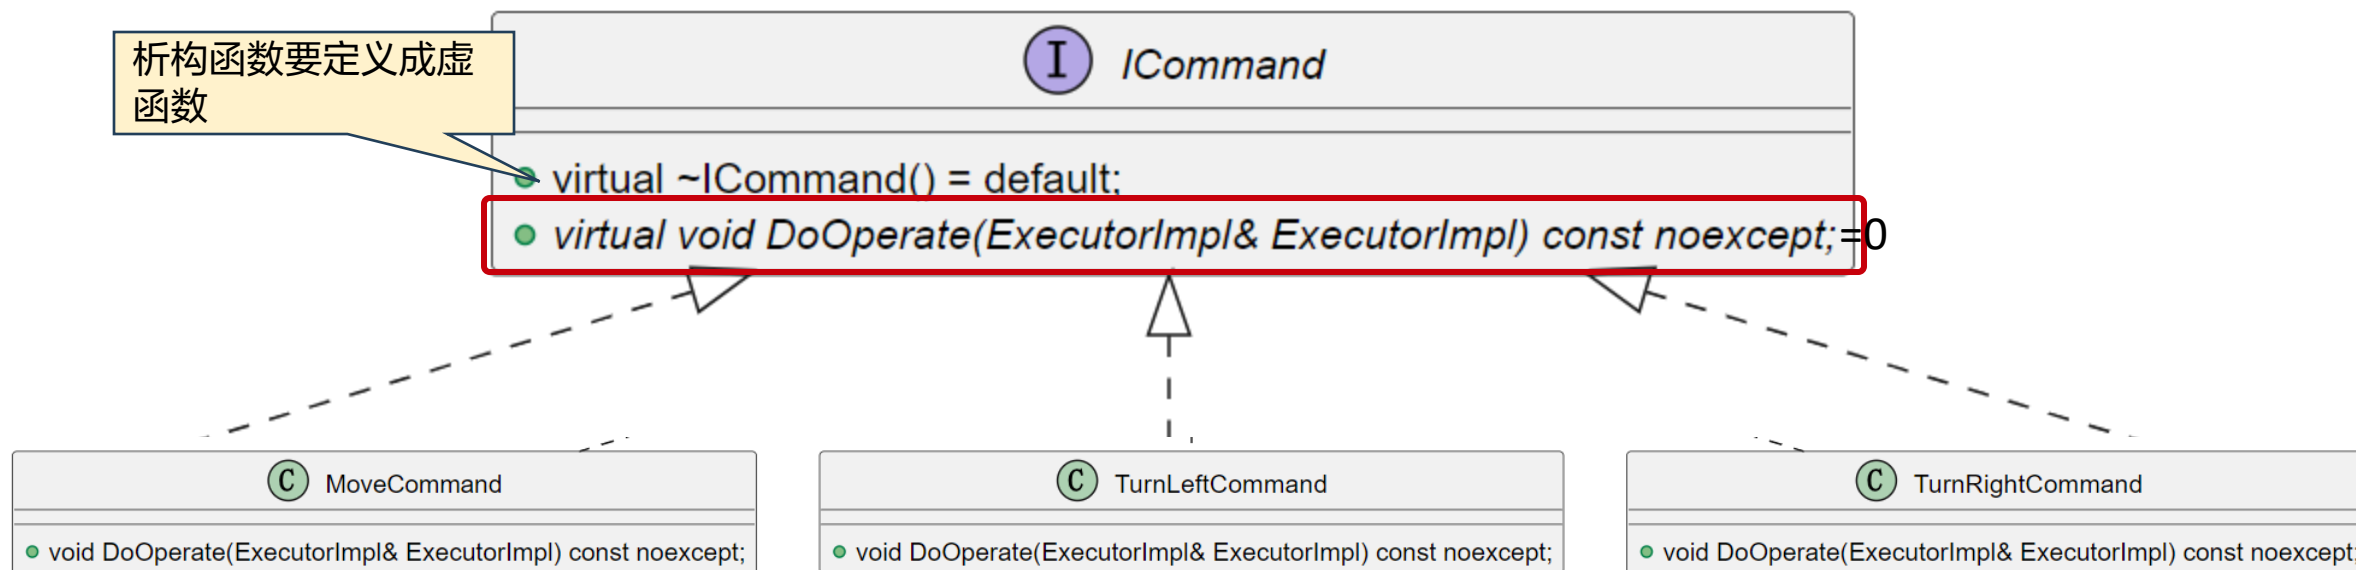 析构函数要定义成虚
函数
I ICommand
virtual ~ICommand() = default;
virtual void DoOperate(ExecutorImpl& ExecutorImpl) const noexcept;=0
C MoveCommand
void DoOperate(ExecutorImpl& ExecutorImpl) const noexcept;
C TurnLeftCommand
void DoOperate(ExecutorImpl& ExecutorImpl) const noexcept;
C TurnRightCommand
void DoOperate(ExecutorImpl& ExecutorImpl) const noexcept;